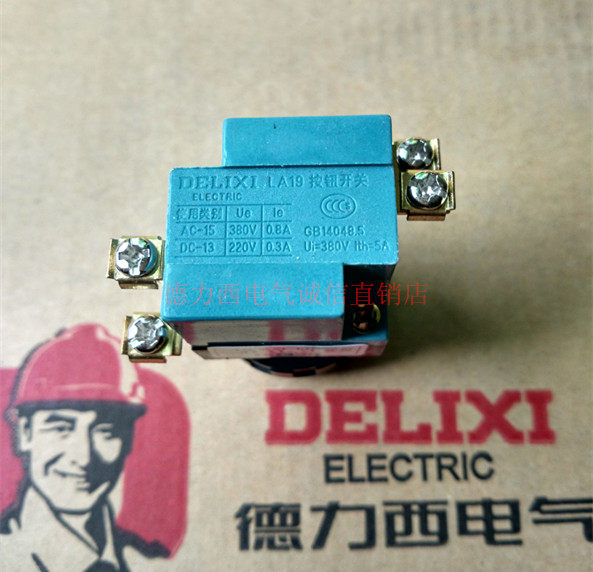 DELIXI LA19 按钮开关
ELECTRIC
使用类别 Ue Ie
AC-15 380V 0.8A
DC-13 220V 0.3A
CCC
GB14048.5
Ui=380V Ith=5A
德力西电气诚信直销店
DELIXI
ELECTRIC
德力西电气